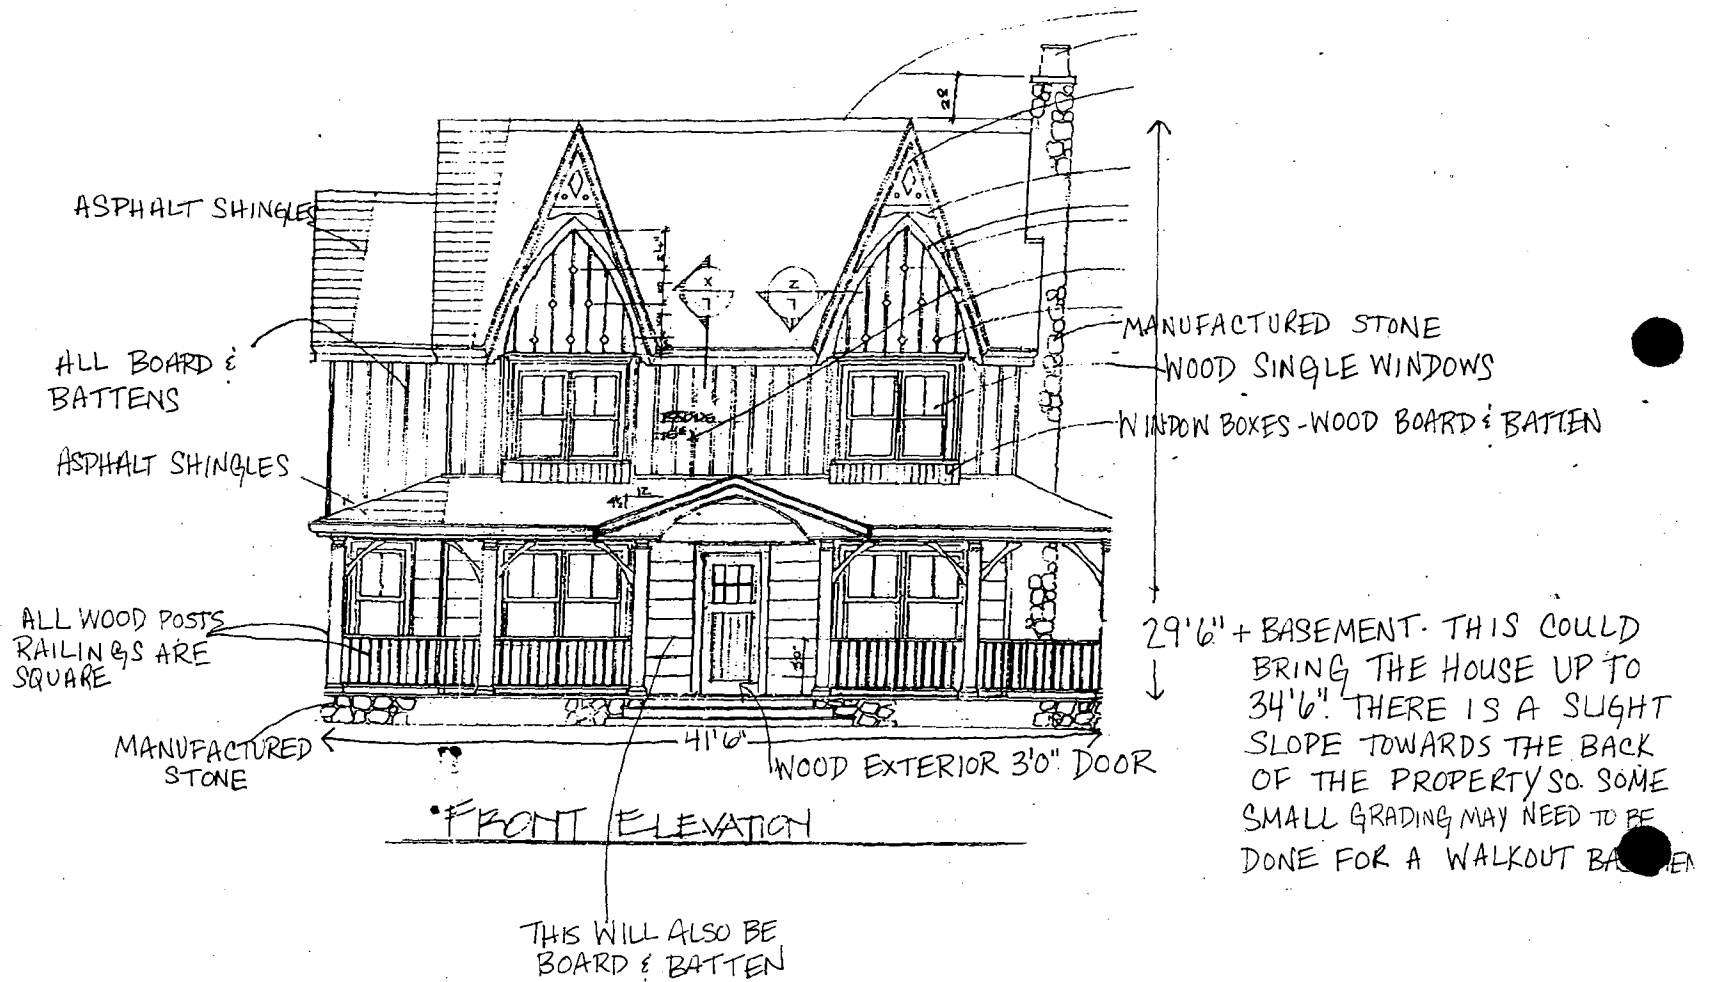 ASPHALT SHINGLES
ALL BOARD &
BATTENS
ASPHALT SHINGLES
ALL WOOD POSTS
RAILINGS ARE
SQUARE
MANUFACTURED
STONE
X
L
Z
L
12
4½
MANUFACTURED STONE
WOOD SINGLE WINDOWS
WINDOW BOXES - WOOD BOARD & BATTEN
29'6" + BASEMENT. THIS COULD
BRING THE HOUSE UP TO
34'6". THERE IS A SLIGHT
SLOPE TOWARDS THE BACK
OF THE PROPERTY SO. SOME
SMALL GRADING MAY NEED TO BE
DONE FOR A WALKOUT
41'6"
WOOD EXTERIOR 3'0" DOOR
FRONT ELEVATION
THIS WILL ALSO BE
BOARD & BATTEN